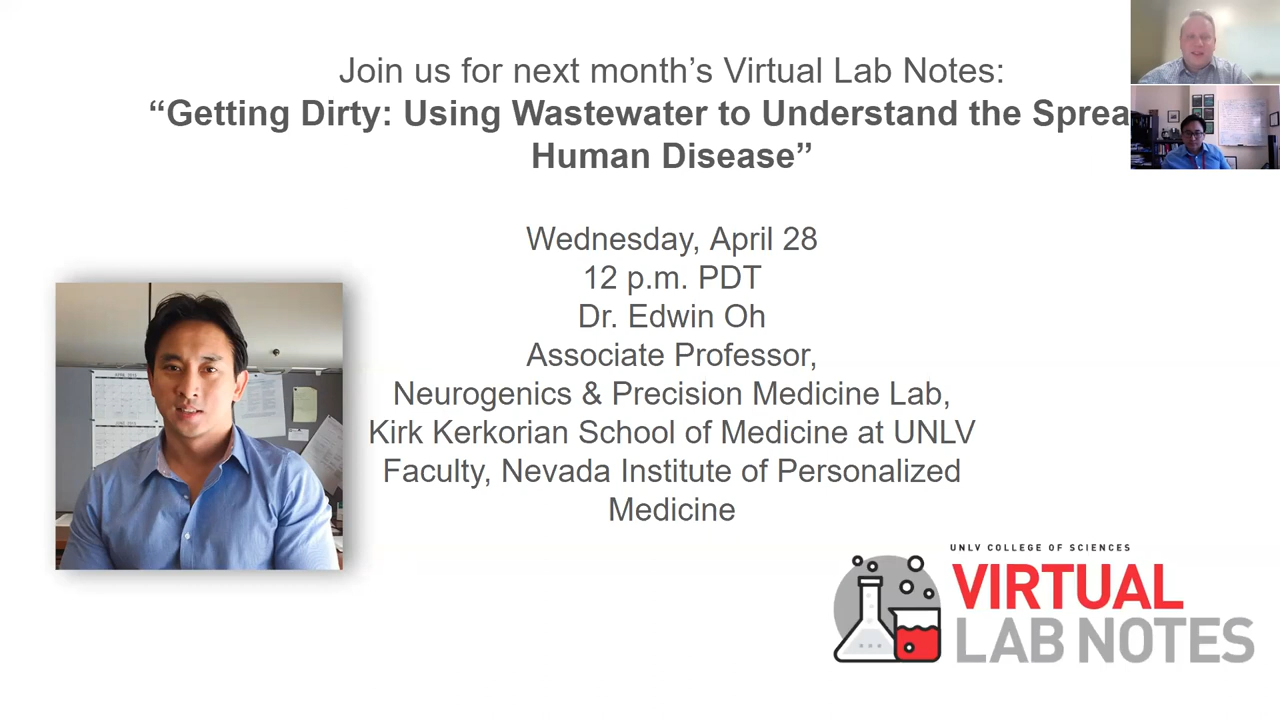 Join us for next month’s Virtual Lab Notes:
“Getting Dirty: Using Wastewater to Understand the Sprea
Human Disease”
Wednesday, April 28
12 p.m. PDT
Dr. Edwin Oh
Associate Professor,
Neurogenics & Precision Medicine Lab,
Kirk Kerkorian School of Medicine at UNLV
Faculty, Nevada Institute of Personalized
Medicine
UNLV COLLEGE OF SCIENCES
VIRTUAL
LAB NOTES